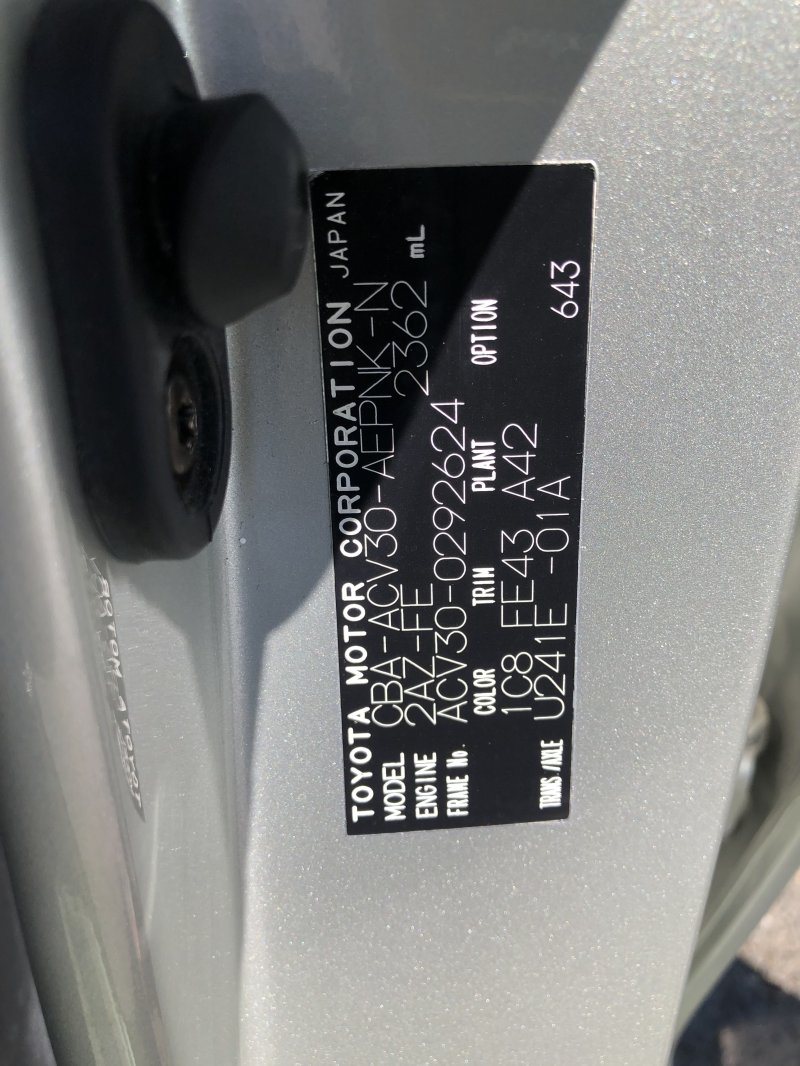 TOYOTA MOTOR CORPORATION JAPAN
MODEL CBA-ACV30-AEPNK-N
ENGINE 2AZ-FE 2362 mL
FRAME No. ACV30-0292624
COLOR TRIM PLANT OPTION
1C8 FE43 A42
TRANS/AXLE U241E -01A
643